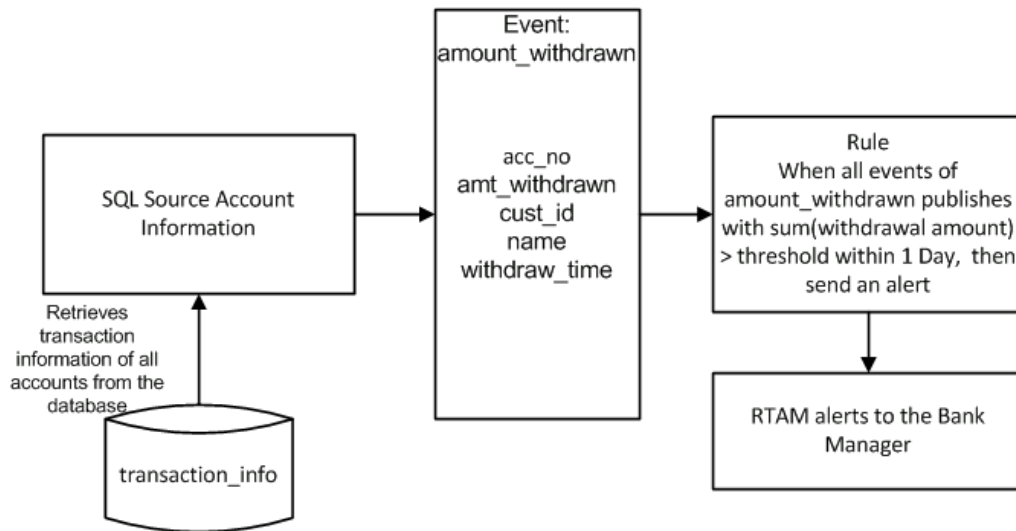 Event:
amount_withdrawn
acc_no
amt_withdrawn
cust_id
name
withdraw_time
SQL Source Account
Information
Rule
When all events of
amount_withdrawn publishes
with sum(withdrawal amount)
> threshold within 1 Day, then
send an alert
Retrieves
transaction
information of all
accounts from the
database
transaction_info
RTAM alerts to the Bank
Manager